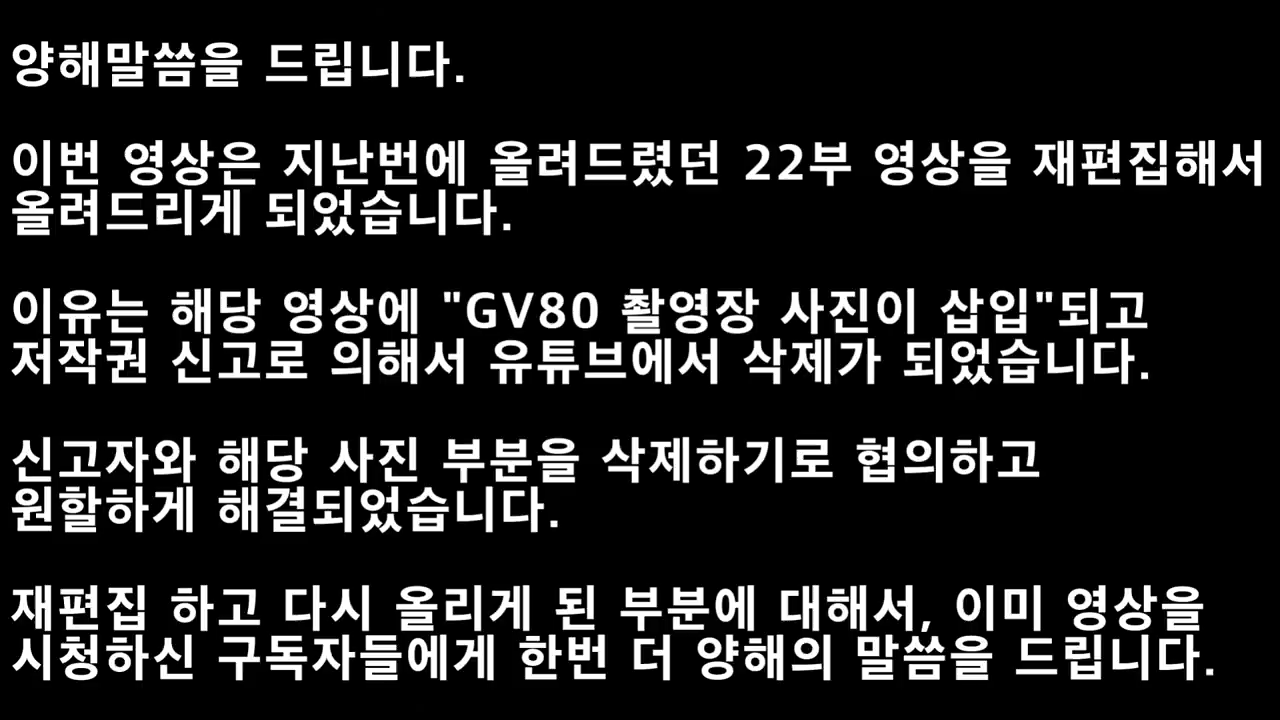 양해말씀을 드립니다.
이번 영상은 지난번에 올려드렸던 22부 영상을 재편집해서
올려드리게 되었습니다.
이유는 해당 영상에 "GV80 촬영장 사진이 삽입"되고
저작권 신고로 의해서 유튜브에서 삭제가 되었습니다.
신고자와 해당 사진 부분을 삭제하기로 협의하고
원할하게 해결되었습니다.
재편집 하고 다시 올리게 된 부분에 대해서, 이미 영상을
시청하신 구독자들에게 한번 더 양해의 말씀을 드립니다.